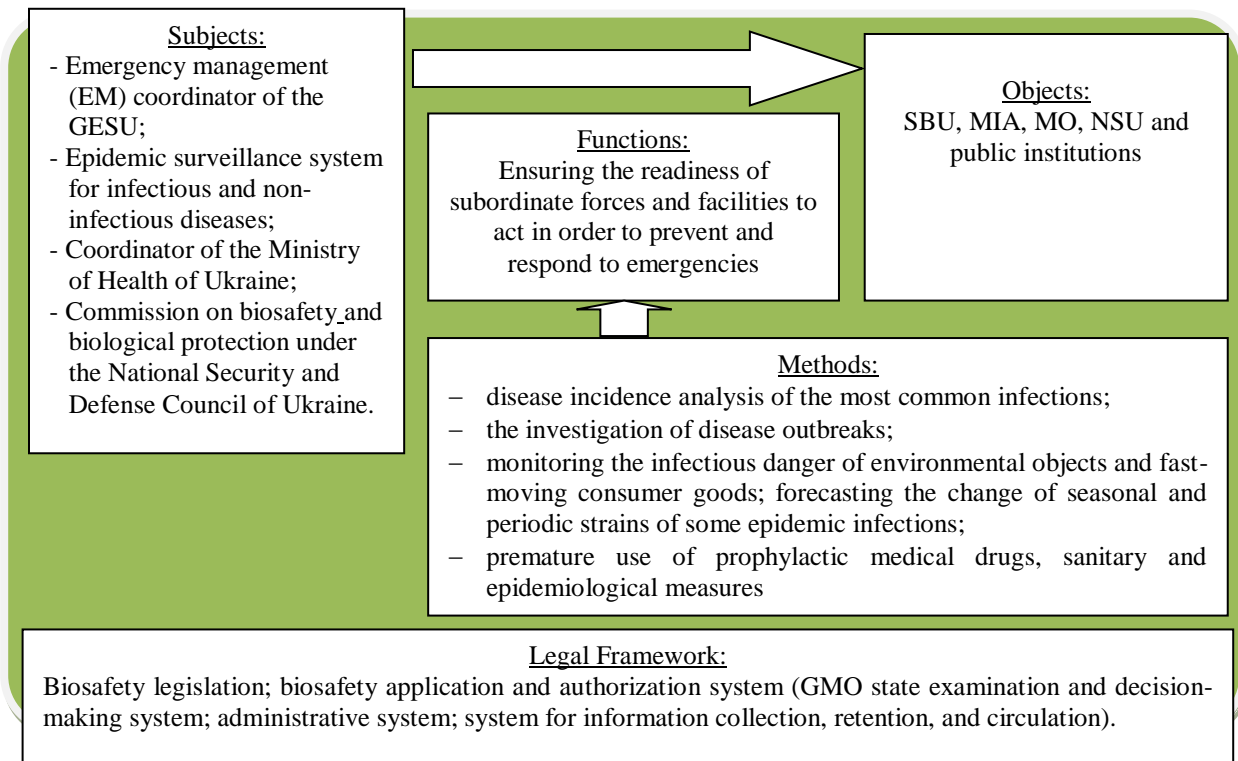 Subjects:
- Emergency management
(EM) coordinator of the
GESU;
- Epidemic surveillance system
for infectious and non-
infectious diseases;
- Coordinator of the Ministry
of Health of Ukraine;
- Commission on biosafety and
biological protection under
the National Security and
Defense Council of Ukraine.
Objects:
SBU, MIA, MO, NSU and
public institutions
Functions:
Ensuring the readiness of
subordinate forces and facilities to
act in order to prevent and
respond to emergencies
Methods:
− disease incidence analysis of the most common infections;
− the investigation of disease outbreaks;
− monitoring the infectious danger of environmental objects and fast-
moving consumer goods; forecasting the change of seasonal and
periodic strains of some epidemic infections;
− premature use of prophylactic medical drugs, sanitary and
epidemiological measures
Legal Framework:
Biosafety legislation; biosafety application and authorization system (GMO state examination and decision-
making system; administrative system; system for information collection, retention, and circulation).